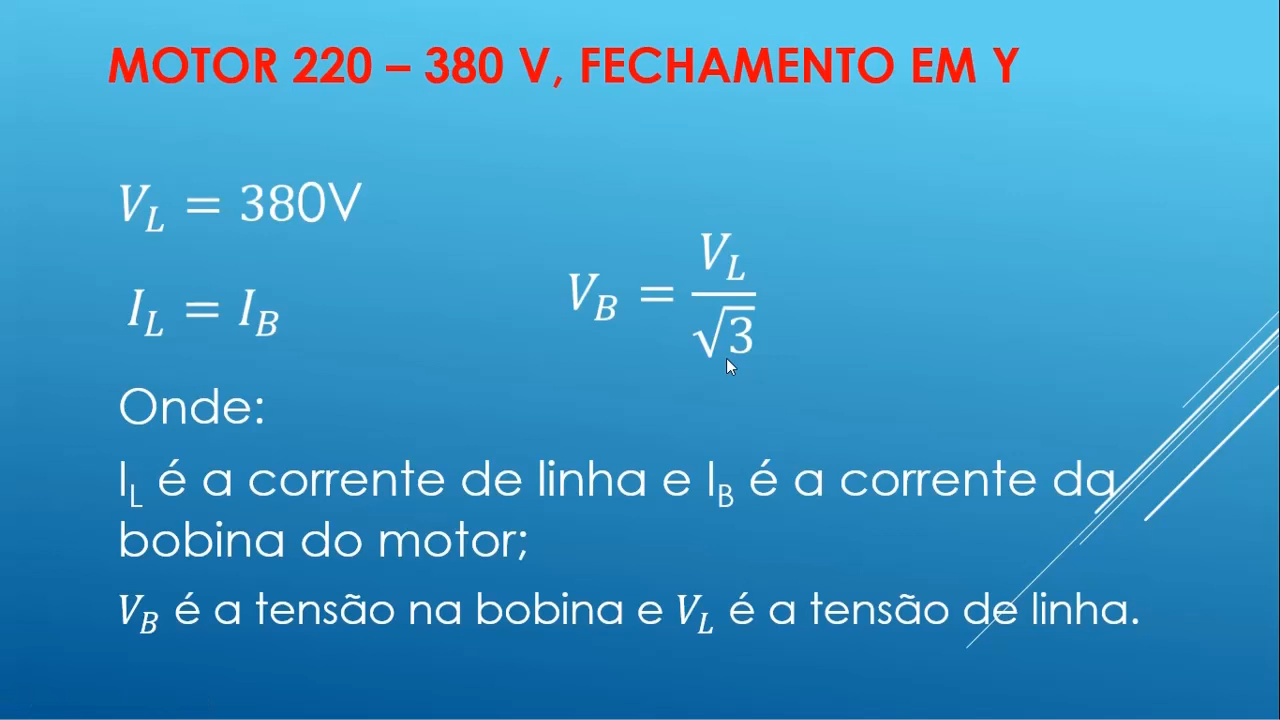 MOTOR 220 – 380 V, FECHAMENTO EM Y
V_L = 380V
I_L = I_B
V_B = V_L / √3
Onde:
I_L é a corrente de linha e I_B é a corrente da
bobina do motor;
V_B é a tensão na bobina e V_L é a tensão de linha.